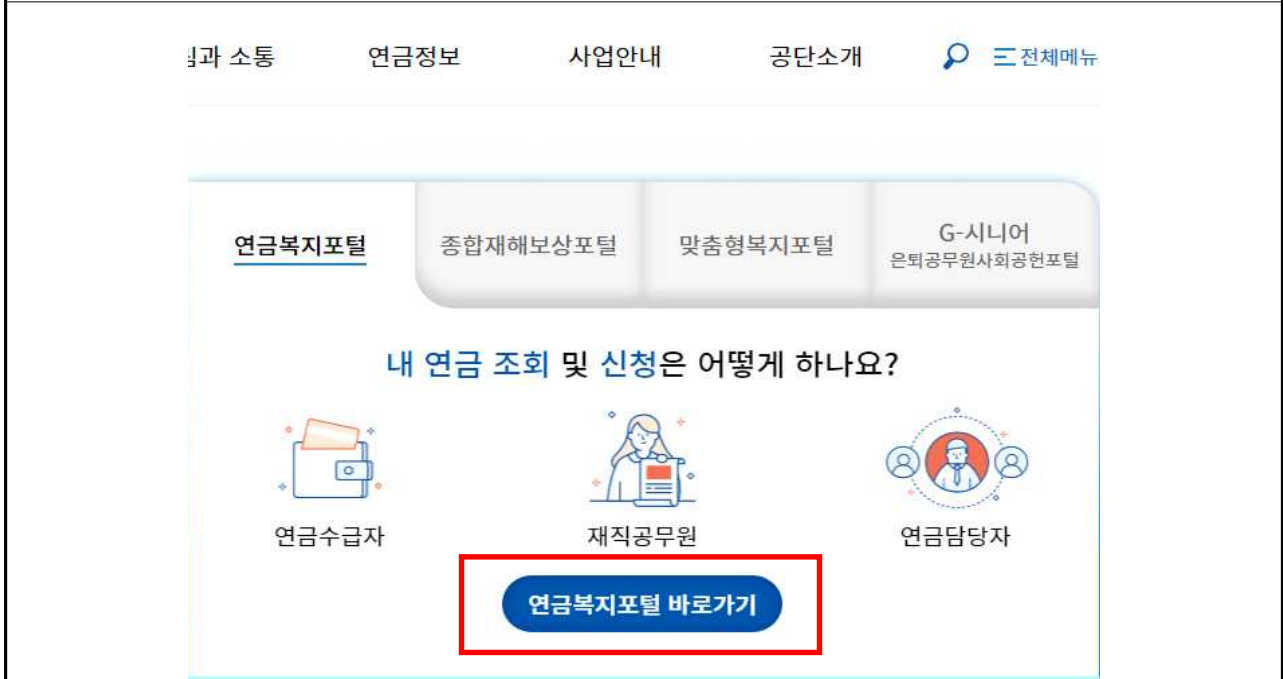 과 소통 연금정보 사업안내 공단소개 전체메뉴
연금복지포털 종합재해보상포털 맞춤형복지포털 G-시니어
은퇴공무원사회공헌포털
내 연금 조회 및 신청은 어떻게 하나요?
연금수급자 재직공무원 연금담당자
연금복지포털 바로가기